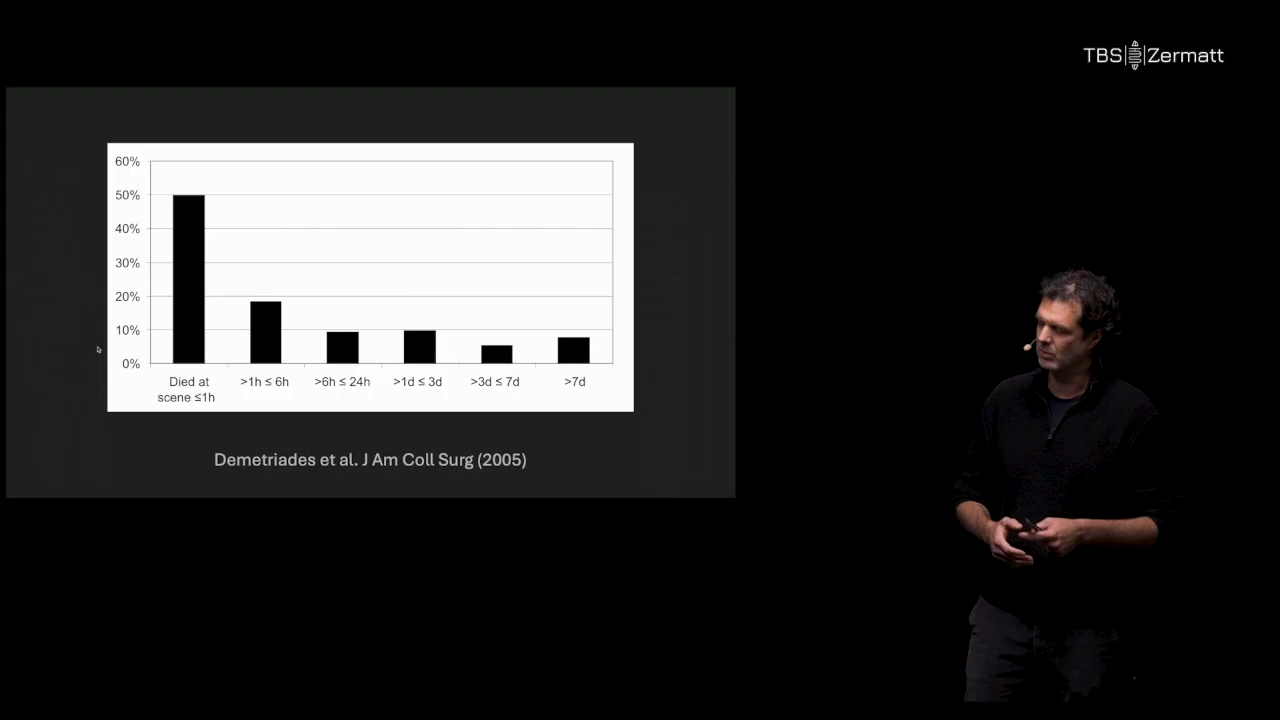 TBS Zermatt
60%
50%
40%
30%
20%
10%
0%
Died at scene ≤1h
>1h ≤ 6h
>6h ≤ 24h
>1d ≤ 3d
>3d ≤ 7d
>7d
Demetriades et al. J Am Coll Surg (2005)